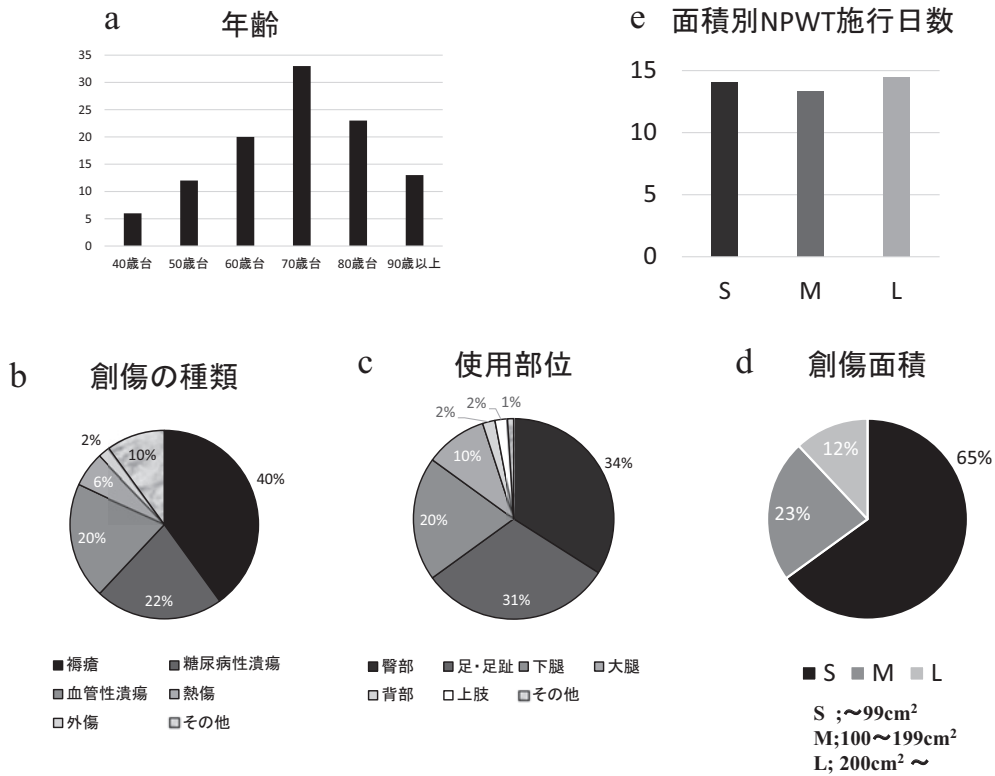 a
年齢
35
30
25
20
15
10
5
0
40歳台 50歳台 60歳台 70歳台 80歳台 90歳以上
e 面積別NPWT施行日数
15
10
5
0
S M L
b 創傷の種類
40%
22%
20%
6%
2%
10%
■褥瘡 ■糖尿病性潰瘍
■血管性潰瘍 ■熱傷
■外傷 ■その他
c 使用部位
34%
31%
20%
10%
2%
2%
1%
■臀部 ■足・足趾 ■下腿 ■大腿
■背部 □上肢 ■その他
d 創傷面積
65%
23%
12%
■ S ■ M ■ L
S ;～99cm²
M;100～199cm²
L; 200cm² ～